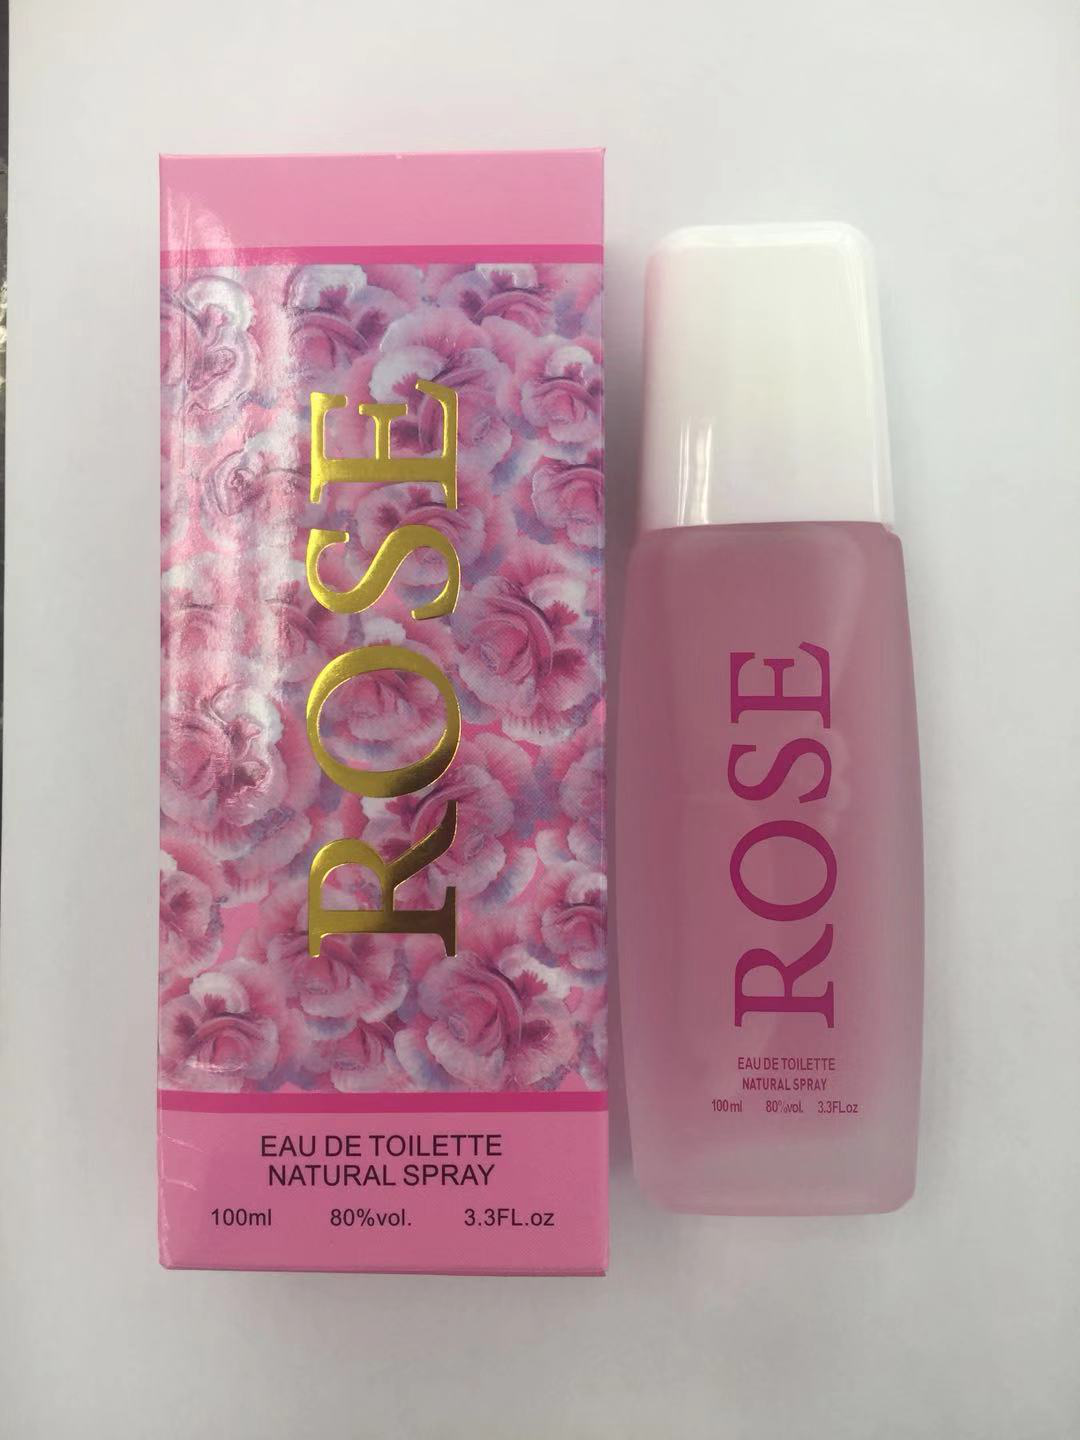 ROSE
EAU DE TOILETTE
NATURAL SPRAY
100ml 80%vol. 3.3FL.oz
ROSE
EAU DE TOILETTE
NATURAL SPRAY
100ml 80%vol. 3.3FL.oz